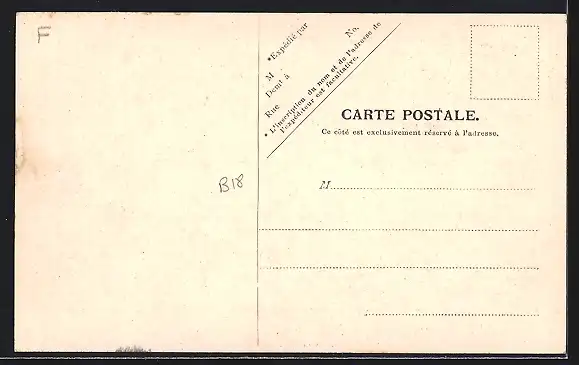 F
*Expédié par
M
Demt à
Rue No.
* L'inscription du nom et de l'adresse de
l'expéditeur est facultative.
CARTE POSTALE.
Ce côté est exclusivement réservé à l'adresse.
M
B18